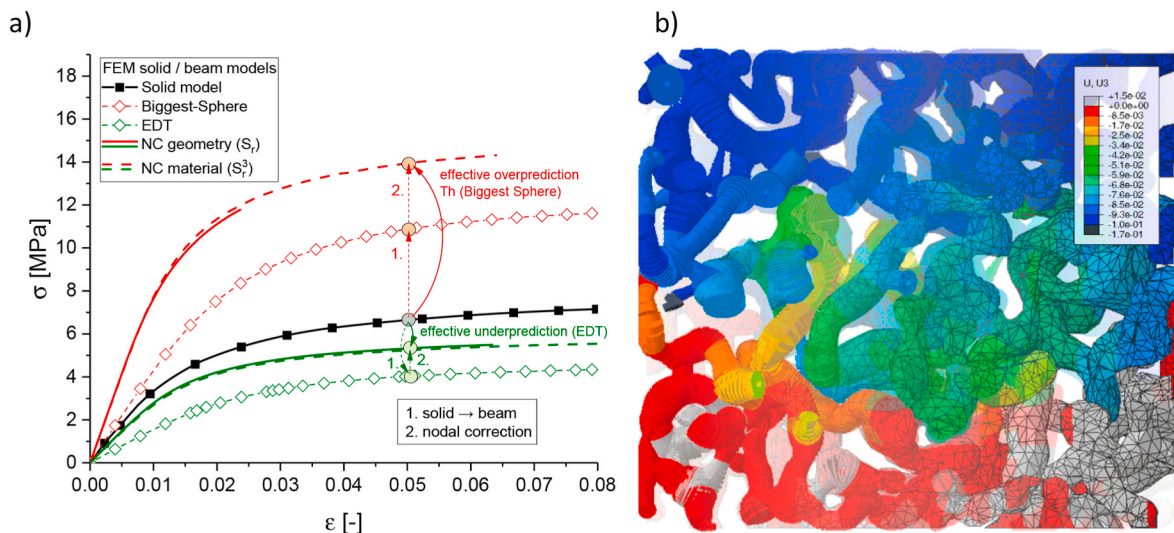 a)
b)
19
18
16
14
12
11
9
8
6
4
2
0
σ [MPa]
0.00
0.01
0.02
0.03
0.04
0.05
0.06
0.07
0.08
ε [-]
FEM solid / beam models
Solid model
Biggest-Sphere
EDT
NC geometry (Sᵣ)
NC material (Sᵣ³)
effective overprediction
Th (Biggest Sphere)
2.
1.
effective underprediction (EDT)
1.
2.
1. solid → beam
2. nodal correction
U, U3
+1.5e-02
+0.0e+00
-8.5e-03
-1.7e-02
-2.5e-02
-3.4e-02
-4.2e-02
-5.1e-02
-5.9e-02
-6.8e-02
-7.6e-02
-8.5e-02
-9.3e-02
-1.0e-01
-1.7e-01